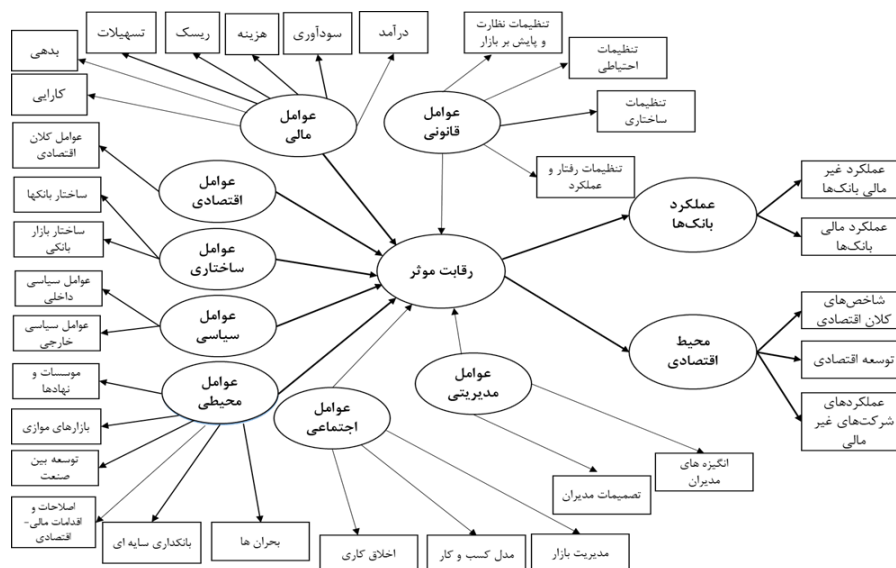 درآمد
سودآوری
هزینه
ریسک
تسهیلات
بدهی
کارایی
عوامل
مالی
تنظیمات نظارت
و پایش بر بازار
تنظیمات
احتیاطی
تنظیمات
ساختاری
تنظیمات رفتار و
عملکرد
عوامل
قانونی
عوامل کلان
اقتصادی
عوامل
اقتصادی
ساختار بانکها
ساختار بازار
بانکی
عوامل
ساختاری
عوامل سیاسی
داخلی
عوامل سیاسی
خارجی
عوامل
سیاسی
موسسات و
نهادها
بازارهای موازی
توسعه بین
صنعت
اصلاحات و
اقدامات مالی-
اقتصادی
بانکداری سایه ای
بحران ها
عوامل
محیطی
رقابت موثر
عملکرد
بانک‌ها
عملکرد غیر
مالی بانک‌ها
عملکرد مالی
بانک‌ها
محیط
اقتصادی
شاخص‌های
کلان اقتصادی
توسعه اقتصادی
عملکردهای
شرکت‌های غیر
مالی
عوامل
مدیریتی
انگیزه های
مدیران
تصمیمات مدیران
عوامل
اجتماعی
مدیریت بازار
مدل کسب و کار
اخلاق کاری